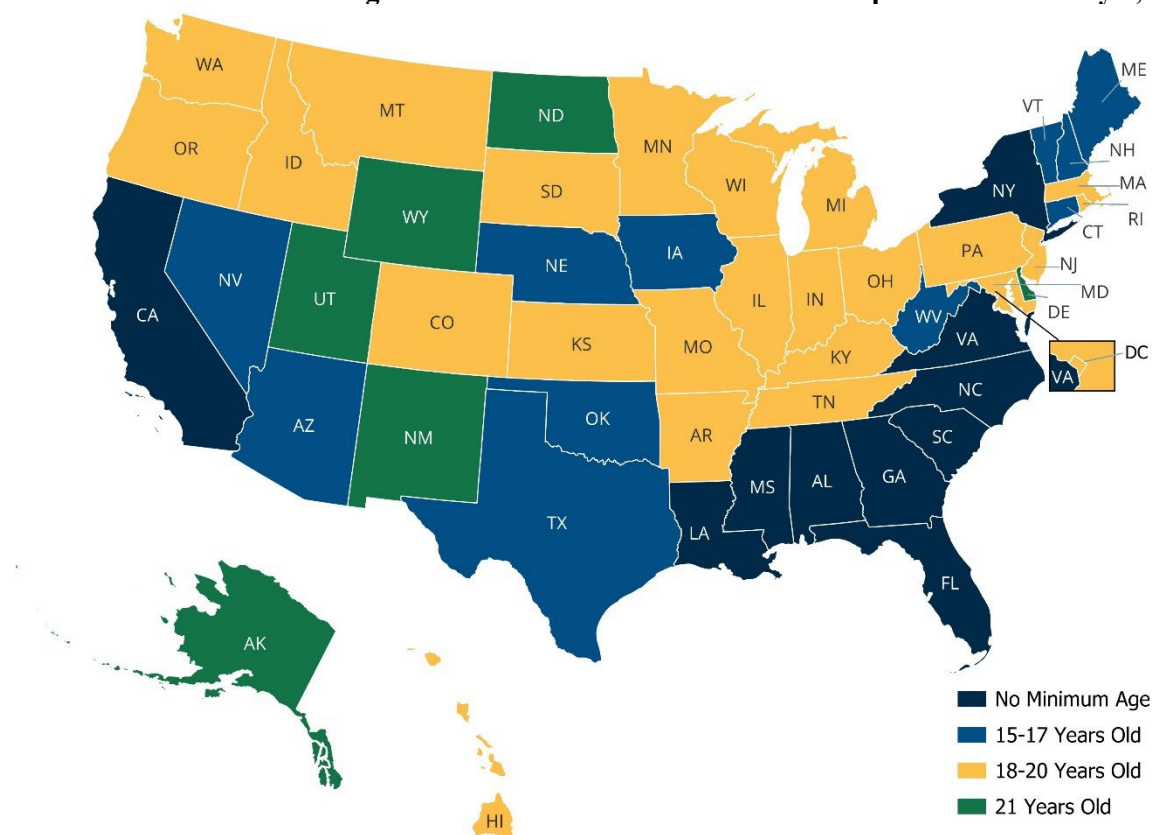 WA
MT
ND
MN
ME
VT
NH
OR
ID
SD
WI
MI
NY
MA
RI
CT
WY
NE
IA
PA
NJ
MD
DE
NV
UT
CO
KS
IL
IN
OH
WV
VA
CA
MO
KY
DC
VA
AZ
NM
OK
AR
TN
NC
SC
TX
LA
MS
AL
GA
FL
AK
HI
No Minimum Age
15-17 Years Old
18-20 Years Old
21 Years Old